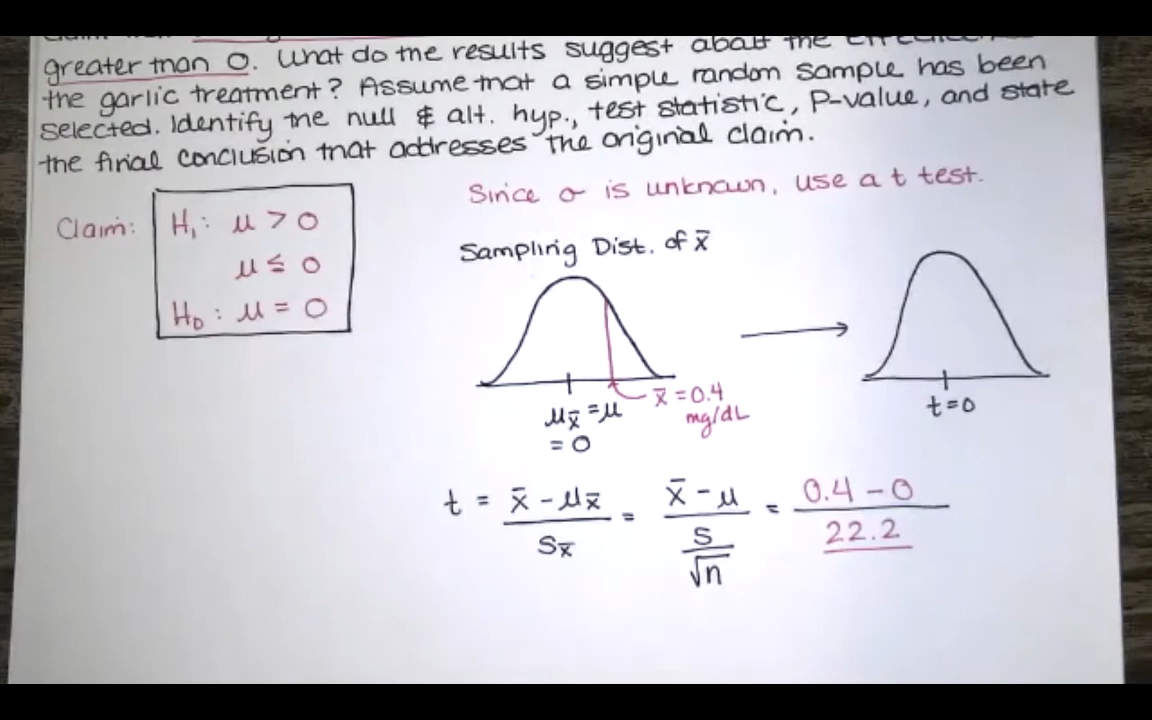 greater than 0. What do the results suggest about the
the garlic treatment? Assume that a simple random sample has been
selected. Identify the null & alt. hyp., test statistic, P-value, and state
the final conclusion that addresses the original claim.
Since σ is unknown, use a t test.
Claim: H₁: μ > 0
μ ≤ 0
H₀: μ = 0
Sampling Dist. of x̄
μx̄ = μ
= 0
x̄ = 0.4
mg/dL
t = 0
t = x̄ - μx̄ / sx̄ = x̄ - μ / s/√n = 0.4 - 0 / 22.2